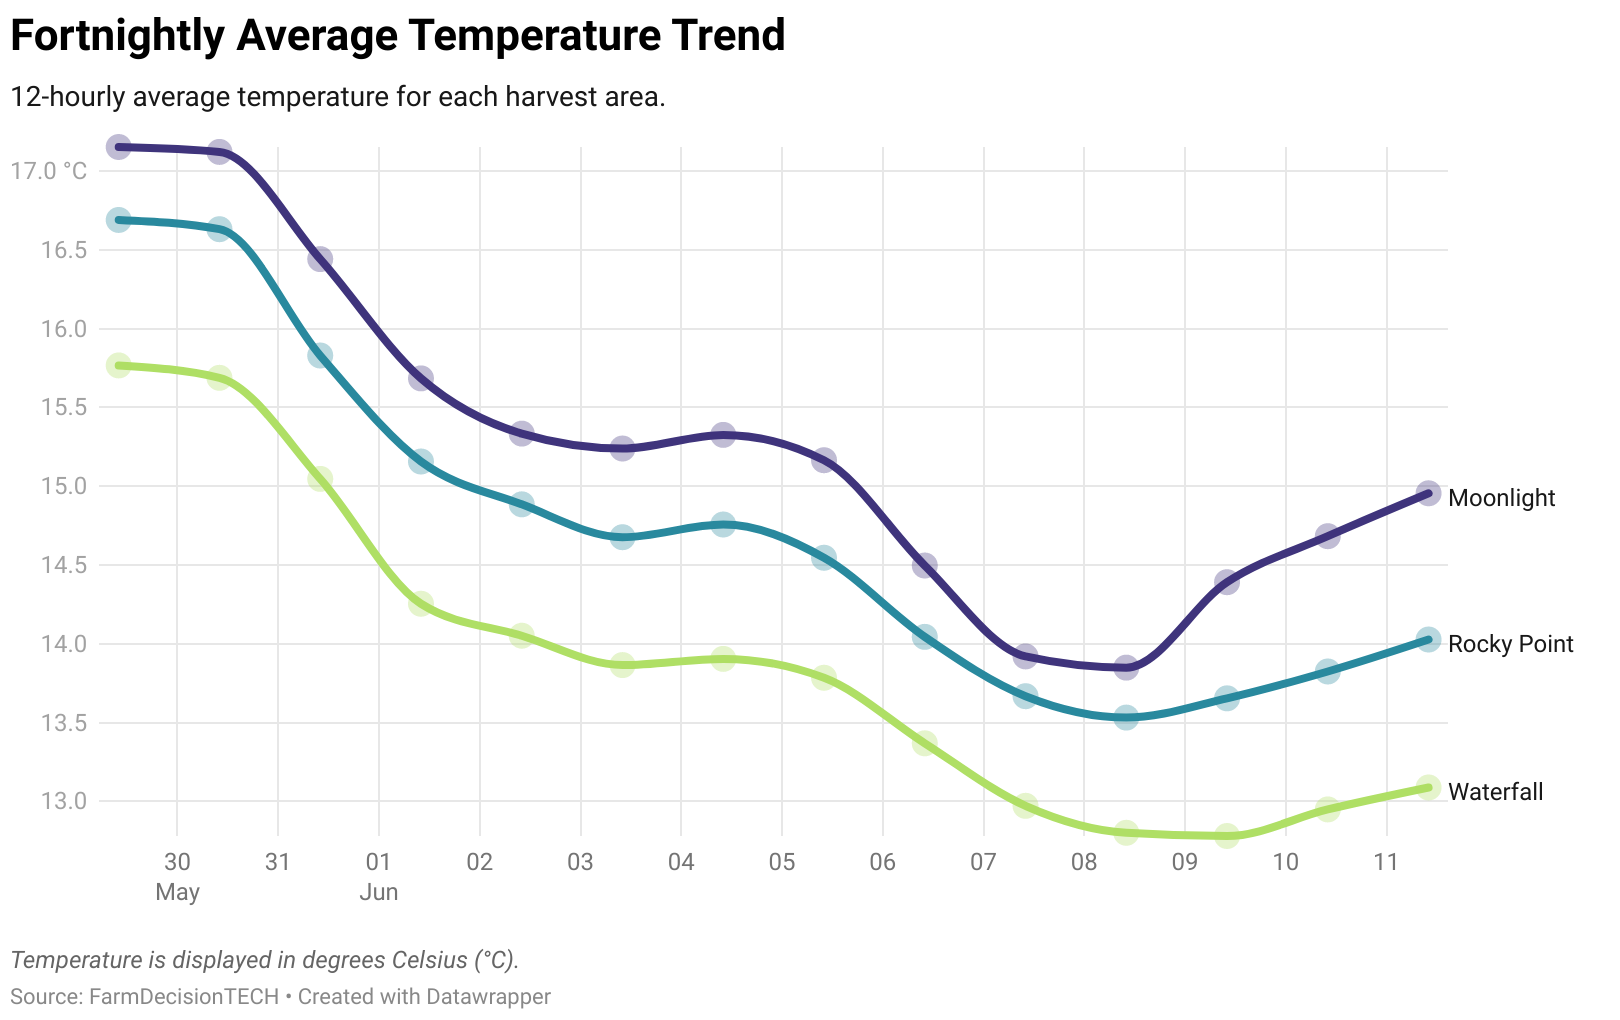 Fortnightly Average Temperature Trend
12-hourly average temperature for each harvest area.
17.0 °C
16.5
16.0
15.5
15.0
14.5
14.0
13.5
13.0
Moonlight
Rocky Point
Waterfall
30 31 01 02 03 04 05 06 07 08 09 10 11
May Jun
Temperature is displayed in degrees Celsius (°C).
Source: FarmDecisionTECH • Created with Datawrapper